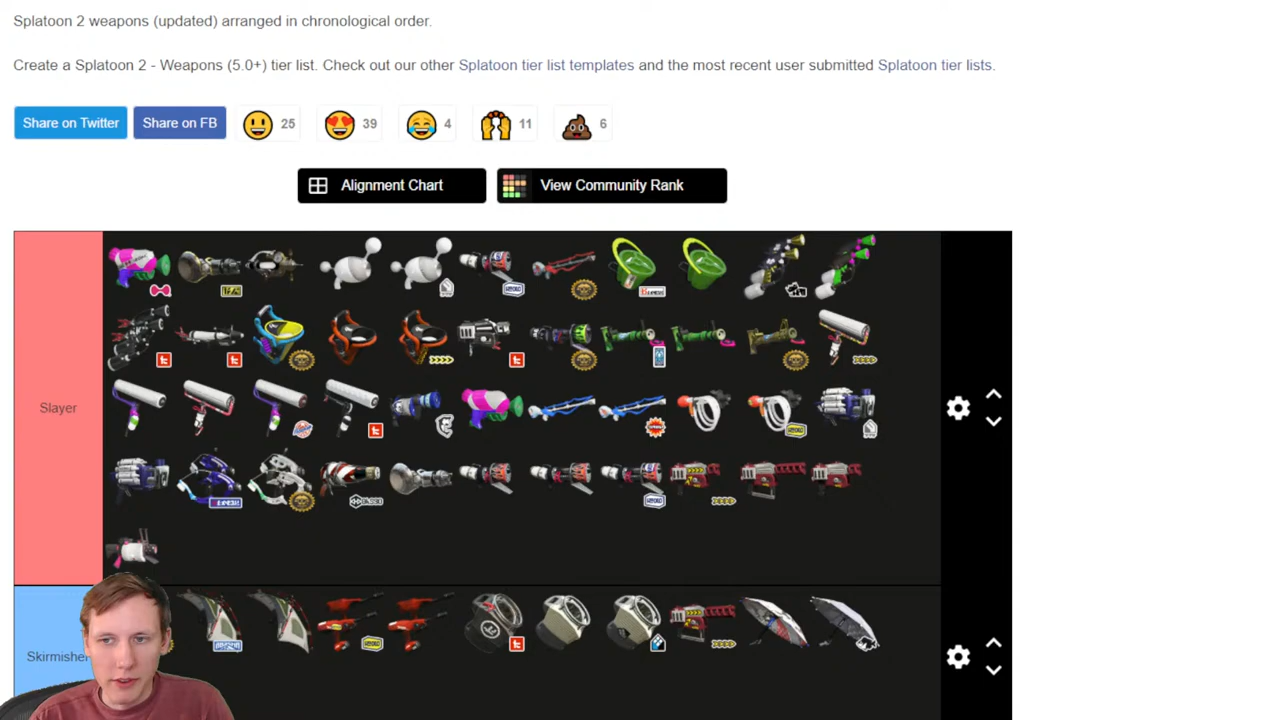 Splatoon 2 weapons (updated) arranged in chronological order.
Create a Splatoon 2 - Weapons (5.0+) tier list. Check out our other Splatoon tier list templates and the most recent user submitted Splatoon tier lists.
Share on Twitter Share on FB 25 39 4 11 6
Alignment Chart View Community Rank
Slayer
Skirmisher